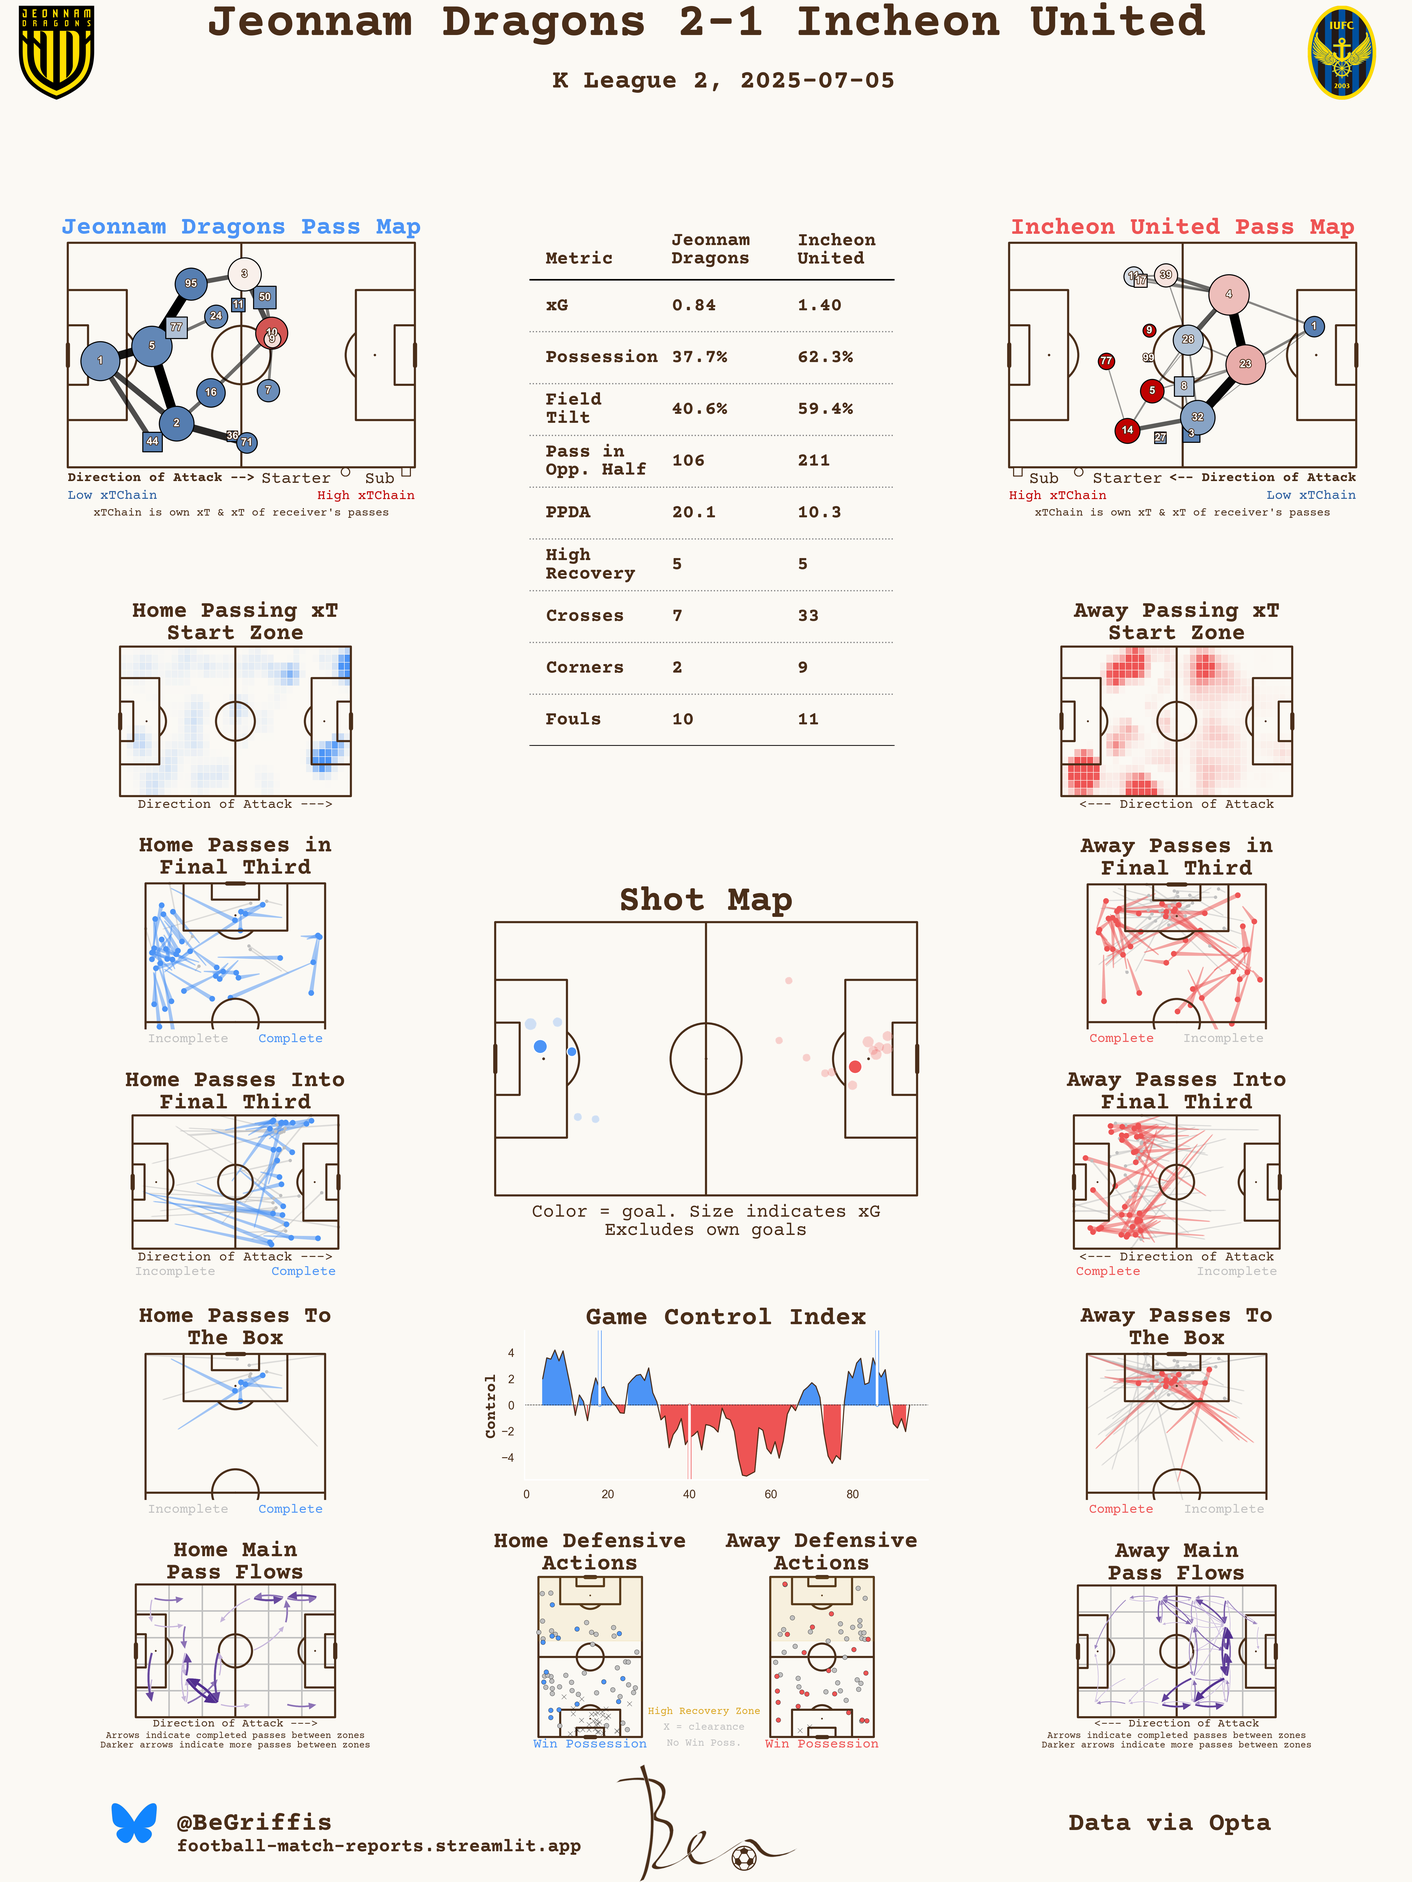 JEONNAM
DRAGONS
Jeonnam Dragons 2-1 Incheon United
IUFC
2003
K League 2, 2025-07-05
Jeonnam Dragons Pass Map
1
95
3
5
77
24
11
50
10
9
16
7
2
44
36
71
Direction of Attack --> Starter Sub
Low xTChain High xTChain
xTChain is own xT & xT of receiver's passes
Metric Jeonnam Dragons Incheon United
xG 0.84 1.40
Possession 37.7% 62.3%
Field Tilt 40.6% 59.4%
Pass in Opp. Half 106 211
PPDA 20.1 10.3
High Recovery 5 5
Crosses 7 33
Corners 2 9
Fouls 10 11
Incheon United Pass Map
17
39
4
1
9
28
99
77
23
5
8
14
32
27
3
Sub Starter <-- Direction of Attack
High xTChain Low xTChain
xTChain is own xT & xT of receiver's passes
Home Passing xT
Start Zone
Direction of Attack --->
Away Passing xT
Start Zone
<--- Direction of Attack
Home Passes in
Final Third
Incomplete Complete
Away Passes in
Final Third
Complete Incomplete
Shot Map
Color = goal. Size indicates xG
Excludes own goals
Home Passes Into
Final Third
Direction of Attack --->
Incomplete Complete
Away Passes Into
Final Third
<--- Direction of Attack
Complete Incomplete
Home Passes To
The Box
Incomplete Complete
Game Control Index
Control
4
2
0
−2
−4
0 20 40 60 80
Away Passes To
The Box
Complete Incomplete
Home Main
Pass Flows
Direction of Attack --->
Arrows indicate completed passes between zones
Darker arrows indicate more passes between zones
Home Defensive
Actions
Win Possession
High Recovery Zone
X = clearance
No Win Poss.
Away Defensive
Actions
Win Possession
Away Main
Pass Flows
<--- Direction of Attack
Arrows indicate completed passes between zones
Darker arrows indicate more passes between zones
@BeGriffis
football-match-reports.streamlit.app
Ben
Data via Opta